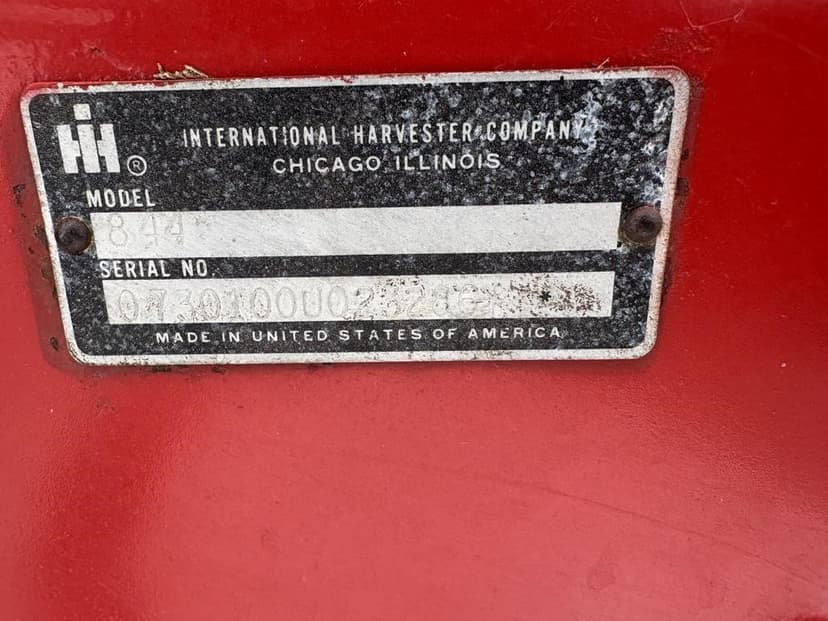 IH ®
INTERNATIONAL HARVESTER COMPANY
CHICAGO, ILLINOIS
MODEL
844
SERIAL NO.
MADE IN UNITED STATES OF AMERICA